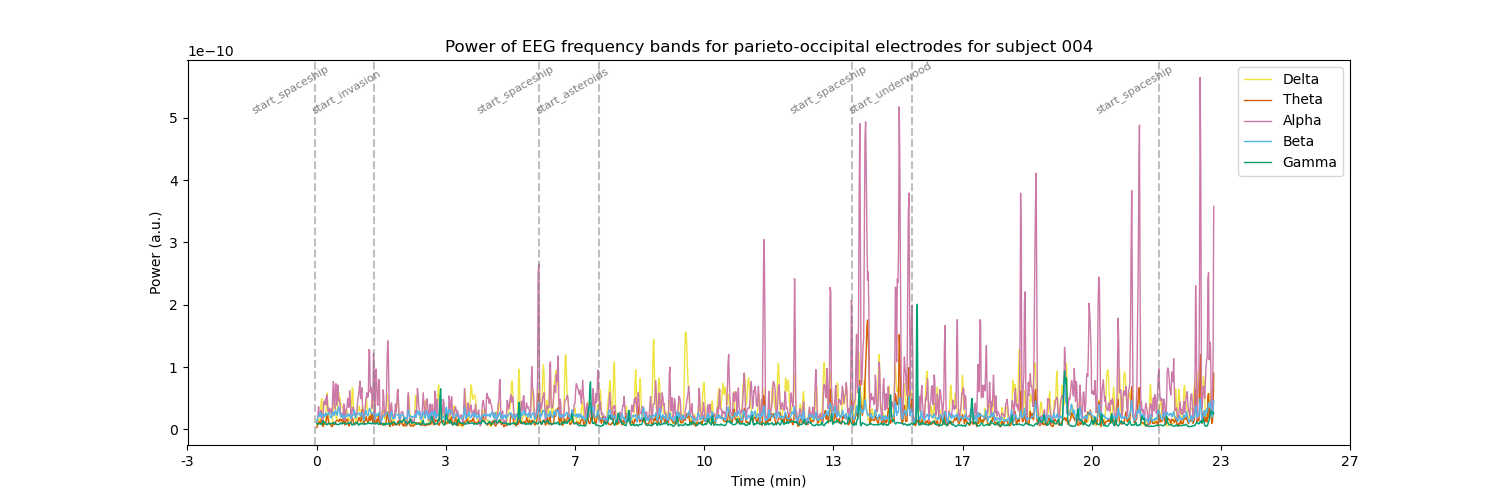 Power of EEG frequency bands for parieto-occipital electrodes for subject 004
1e−10
start_spaceship
start_invasion
start_spaceship
start_asteroids
start_spaceship
start_underwood
start_spaceship
Delta
Theta
Alpha
Beta
Gamma
5
4
3
2
1
0
Power (a.u.)
-3 0 3 7 10 13 17 20 23 27
Time (min)